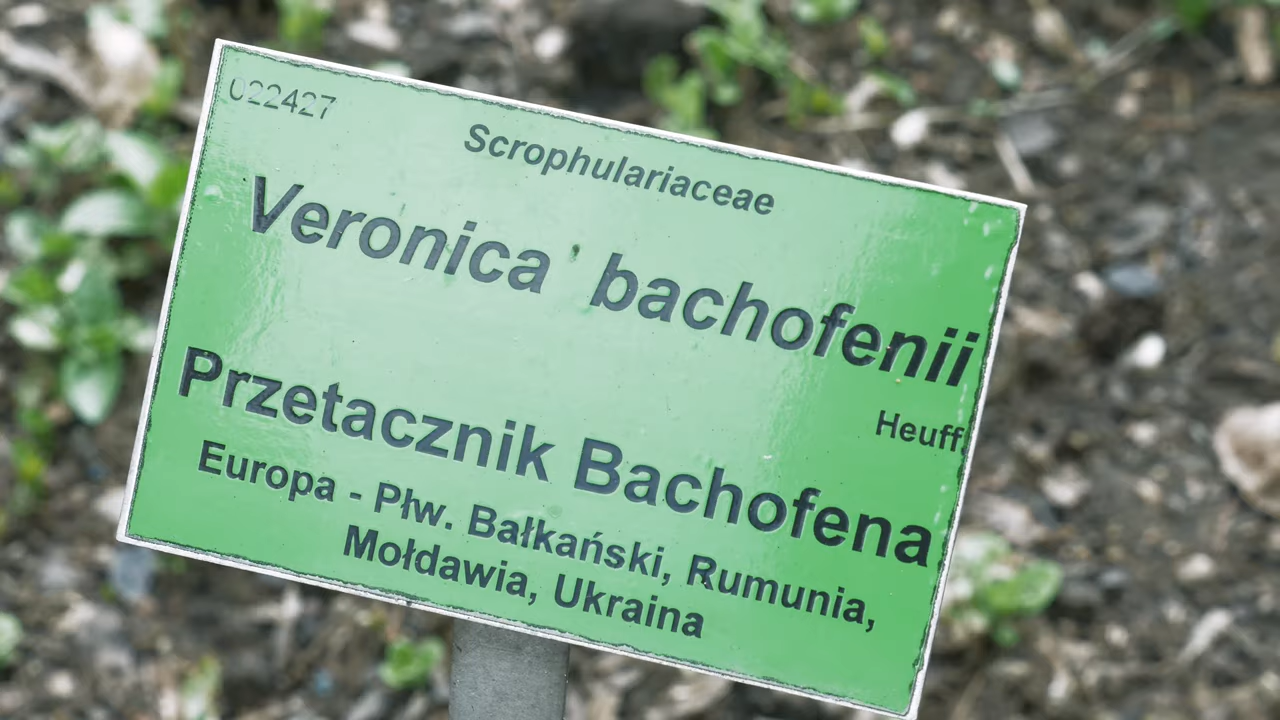 022427
Scrophulariaceae
Veronica bachofenii
Heuff
Przetacznik Bachofena
Europa - Płw. Bałkański, Rumunia,
Mołdawia, Ukraina